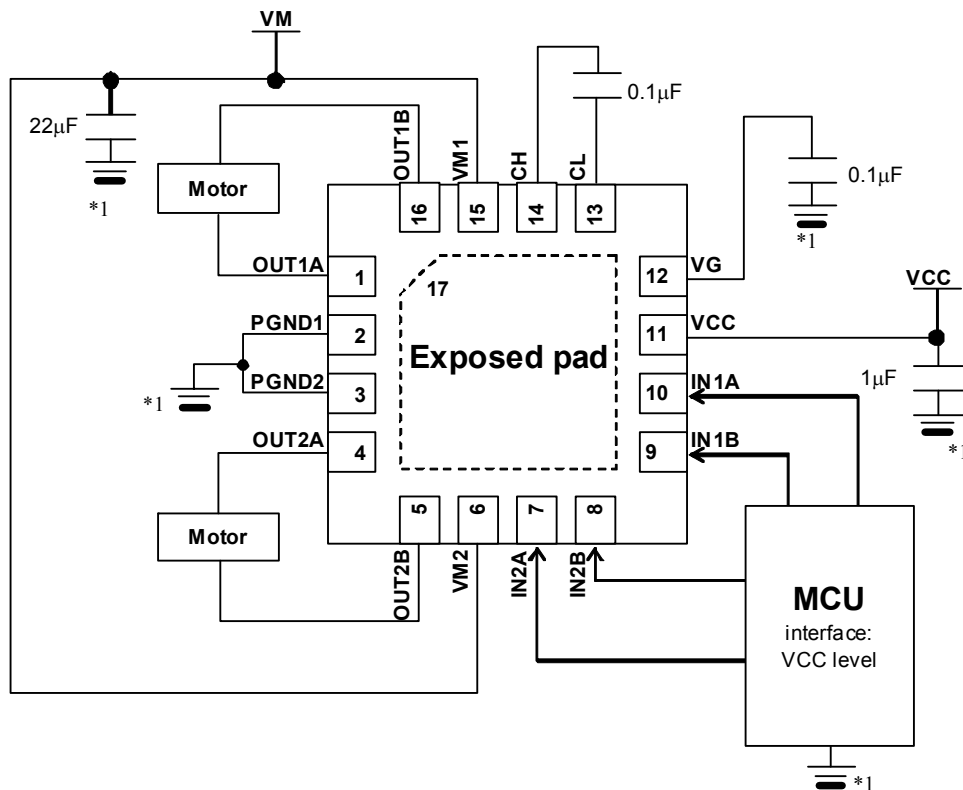 VM
22μF
*1
Motor
OUT1B
VM1
CH
CL
0.1μF
0.1μF
*1
16
15
14
13
OUT1A
1
17
12
VG
VCC
PGND1
2
Exposed pad
11
VCC
1μF
*1
*1
PGND2
3
10
IN1A
OUT2A
4
9
IN1B
Motor
5
6
7
8
OUT2B
VM2
IN2A
IN2B
MCU
interface:
VCC level
*1